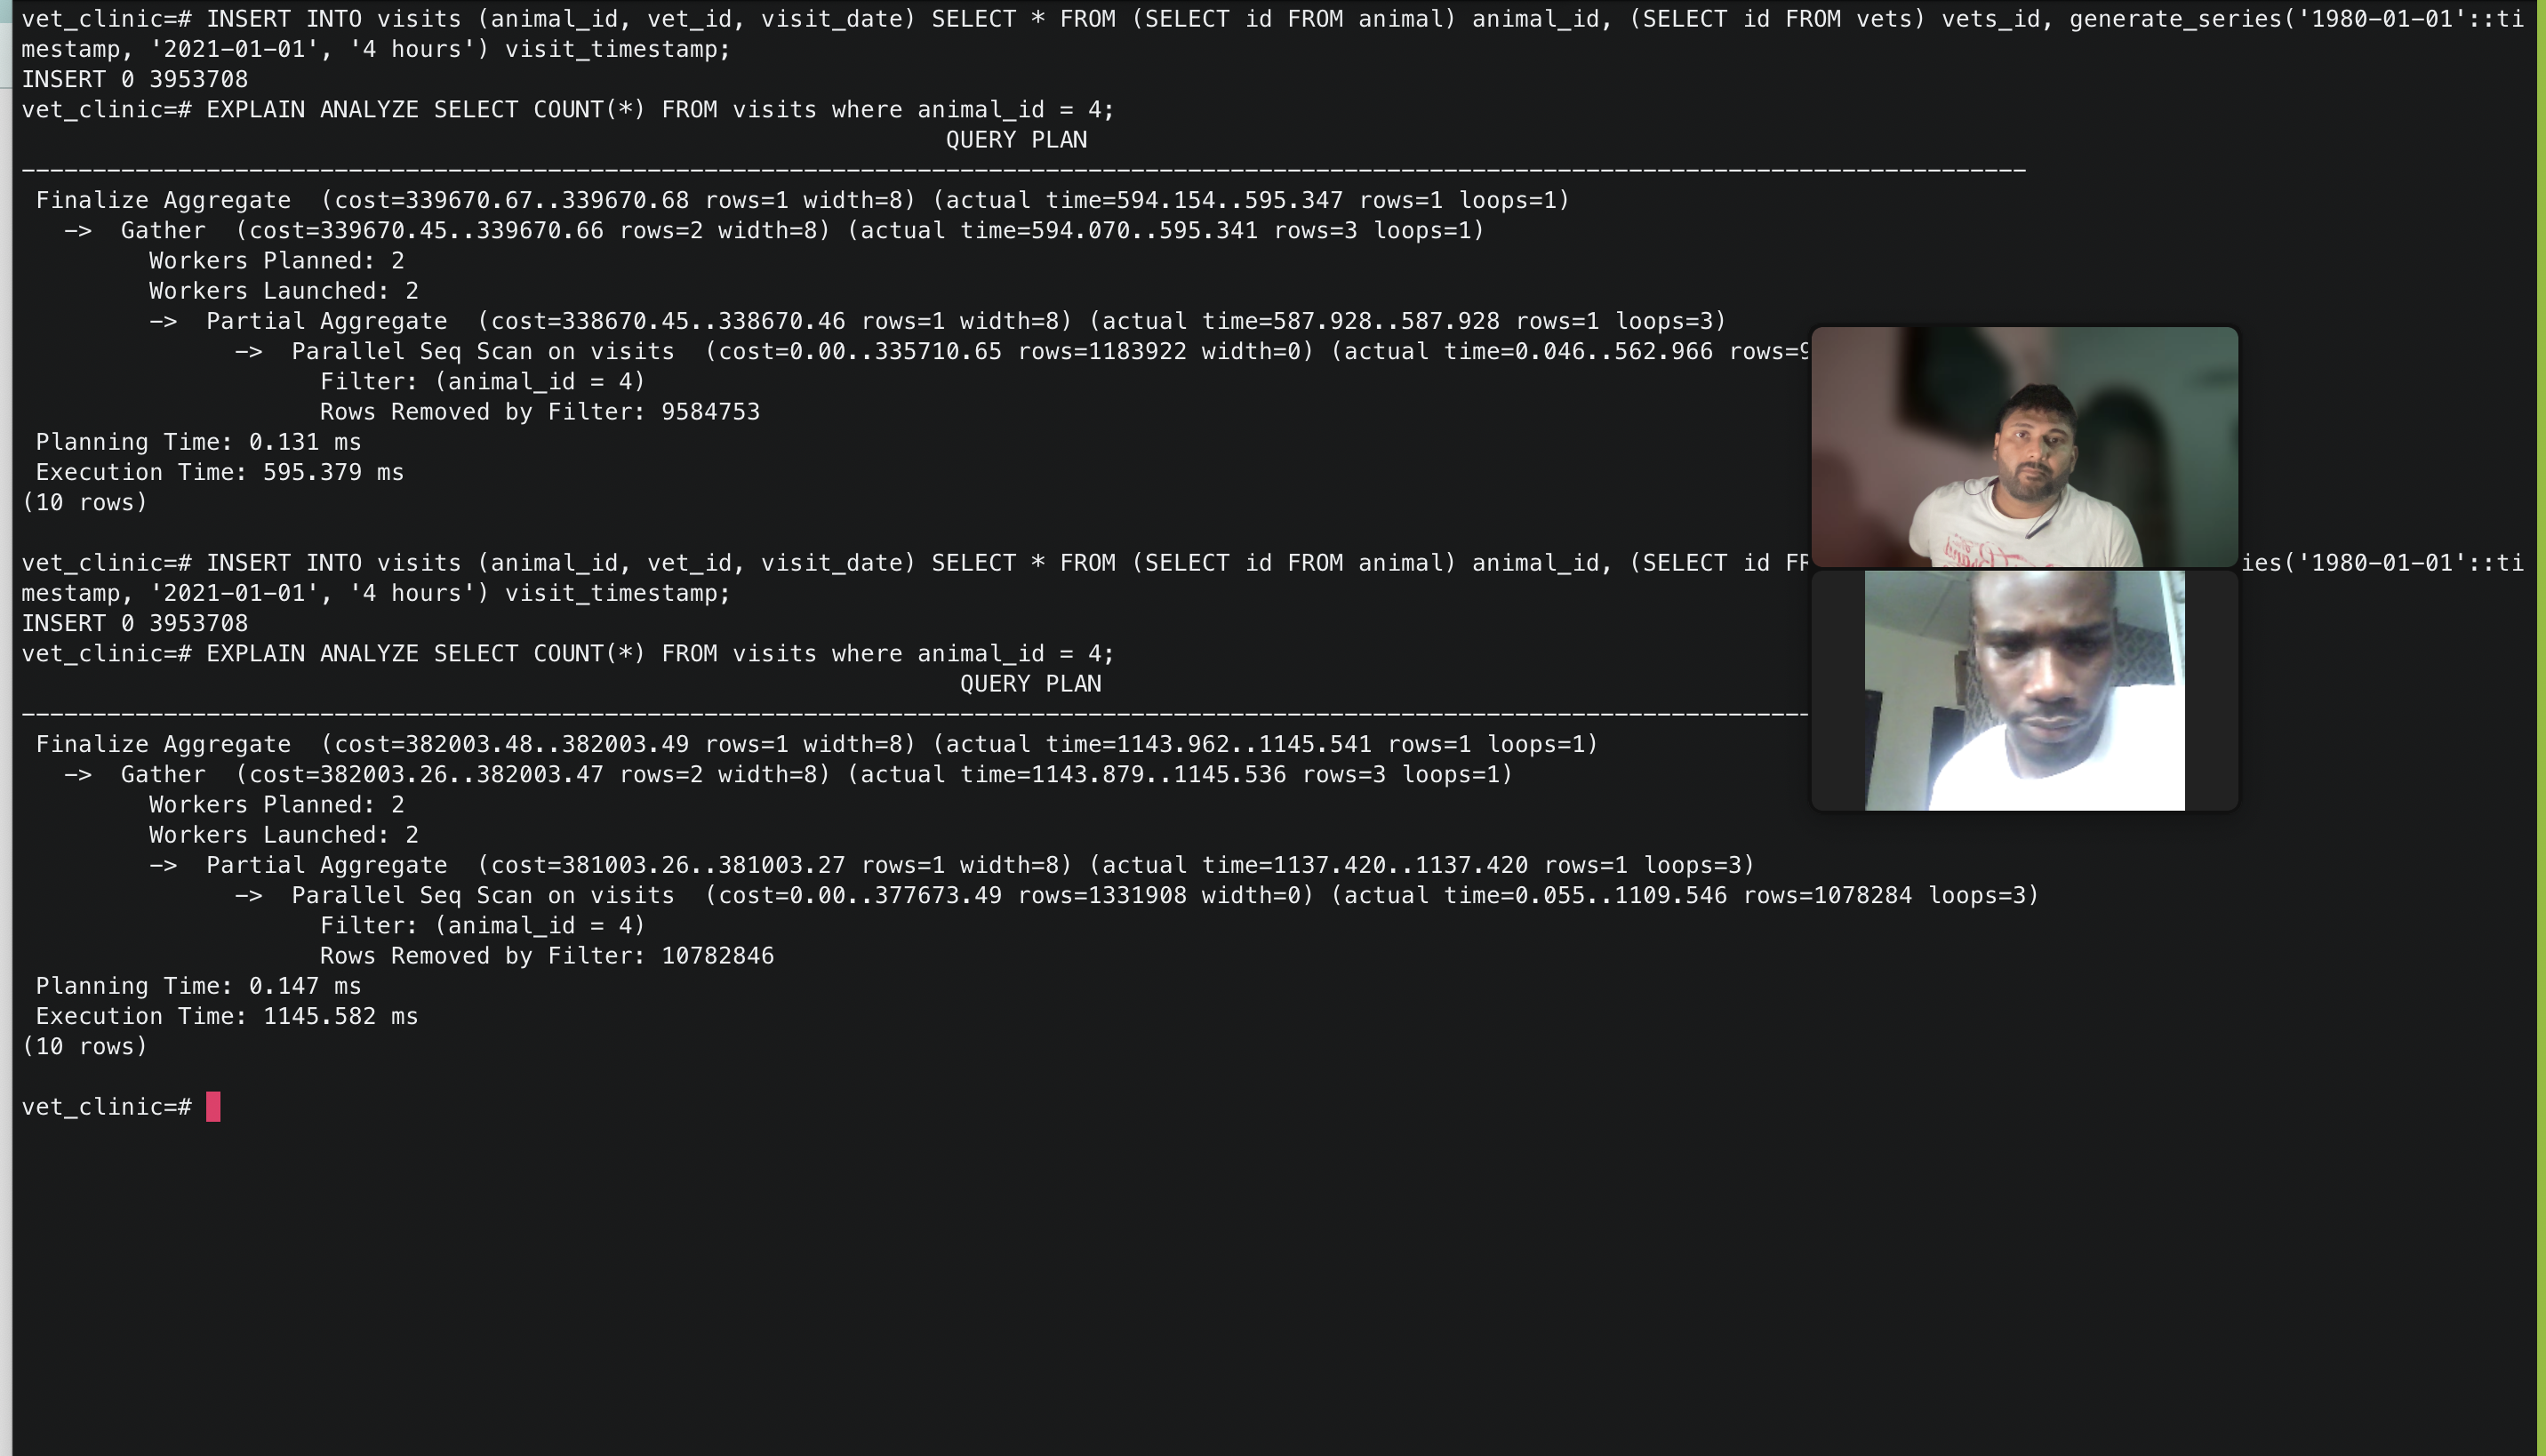 vet_clinic=# INSERT INTO visits (animal_id, vet_id, visit_date) SELECT * FROM (SELECT id FROM animal) animal_id, (SELECT id FROM vets) vets_id, generate_series('1980-01-01'::ti
mestamp, '2021-01-01', '4 hours') visit_timestamp;
INSERT 0 3953708
vet_clinic=# EXPLAIN ANALYZE SELECT COUNT(*) FROM visits where animal_id = 4;
QUERY PLAN
Finalize Aggregate (cost=339670.67..339670.68 rows=1 width=8) (actual time=594.154..595.347 rows=1 loops=1)
-> Gather (cost=339670.45..339670.66 rows=2 width=8) (actual time=594.070..595.341 rows=3 loops=1)
Workers Planned: 2
Workers Launched: 2
-> Partial Aggregate (cost=338670.45..338670.46 rows=1 width=8) (actual time=587.928..587.928 rows=1 loops=3)
-> Parallel Seq Scan on visits (cost=0.00..335710.65 rows=1183922 width=0) (actual time=0.046..562.966 rows=9
Filter: (animal_id = 4)
Rows Removed by Filter: 9584753
Planning Time: 0.131 ms
Execution Time: 595.379 ms
(10 rows)
vet_clinic=# INSERT INTO visits (animal_id, vet_id, visit_date) SELECT * FROM (SELECT id FROM animal) animal_id, (SELECT id FR ies('1980-01-01'::ti
mestamp, '2021-01-01', '4 hours') visit_timestamp;
INSERT 0 3953708
vet_clinic=# EXPLAIN ANALYZE SELECT COUNT(*) FROM visits where animal_id = 4;
QUERY PLAN
Finalize Aggregate (cost=382003.48..382003.49 rows=1 width=8) (actual time=1143.962..1145.541 rows=1 loops=1)
-> Gather (cost=382003.26..382003.47 rows=2 width=8) (actual time=1143.879..1145.536 rows=3 loops=1)
Workers Planned: 2
Workers Launched: 2
-> Partial Aggregate (cost=381003.26..381003.27 rows=1 width=8) (actual time=1137.420..1137.420 rows=1 loops=3)
-> Parallel Seq Scan on visits (cost=0.00..377673.49 rows=1331908 width=0) (actual time=0.055..1109.546 rows=1078284 loops=3)
Filter: (animal_id = 4)
Rows Removed by Filter: 10782846
Planning Time: 0.147 ms
Execution Time: 1145.582 ms
(10 rows)
vet_clinic=#